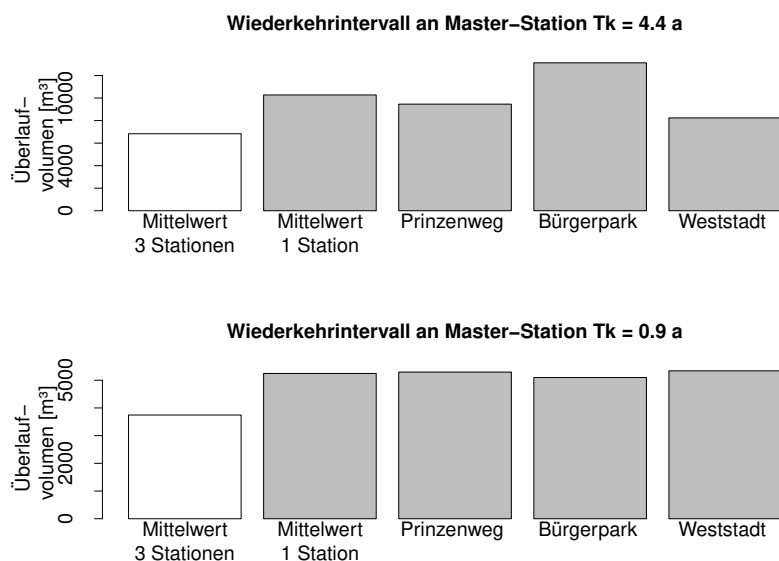 Wiederkehrintervall an Master−Station Tk = 4.4 a
Überlauf−
volumen [m³]
0
4000
10000
Mittelwert
3 Stationen
Mittelwert
1 Station
Prinzenweg
Bürgerpark
Weststadt
Wiederkehrintervall an Master−Station Tk = 0.9 a
Überlauf−
volumen [m³]
0
2000
5000
Mittelwert
3 Stationen
Mittelwert
1 Station
Prinzenweg
Bürgerpark
Weststadt